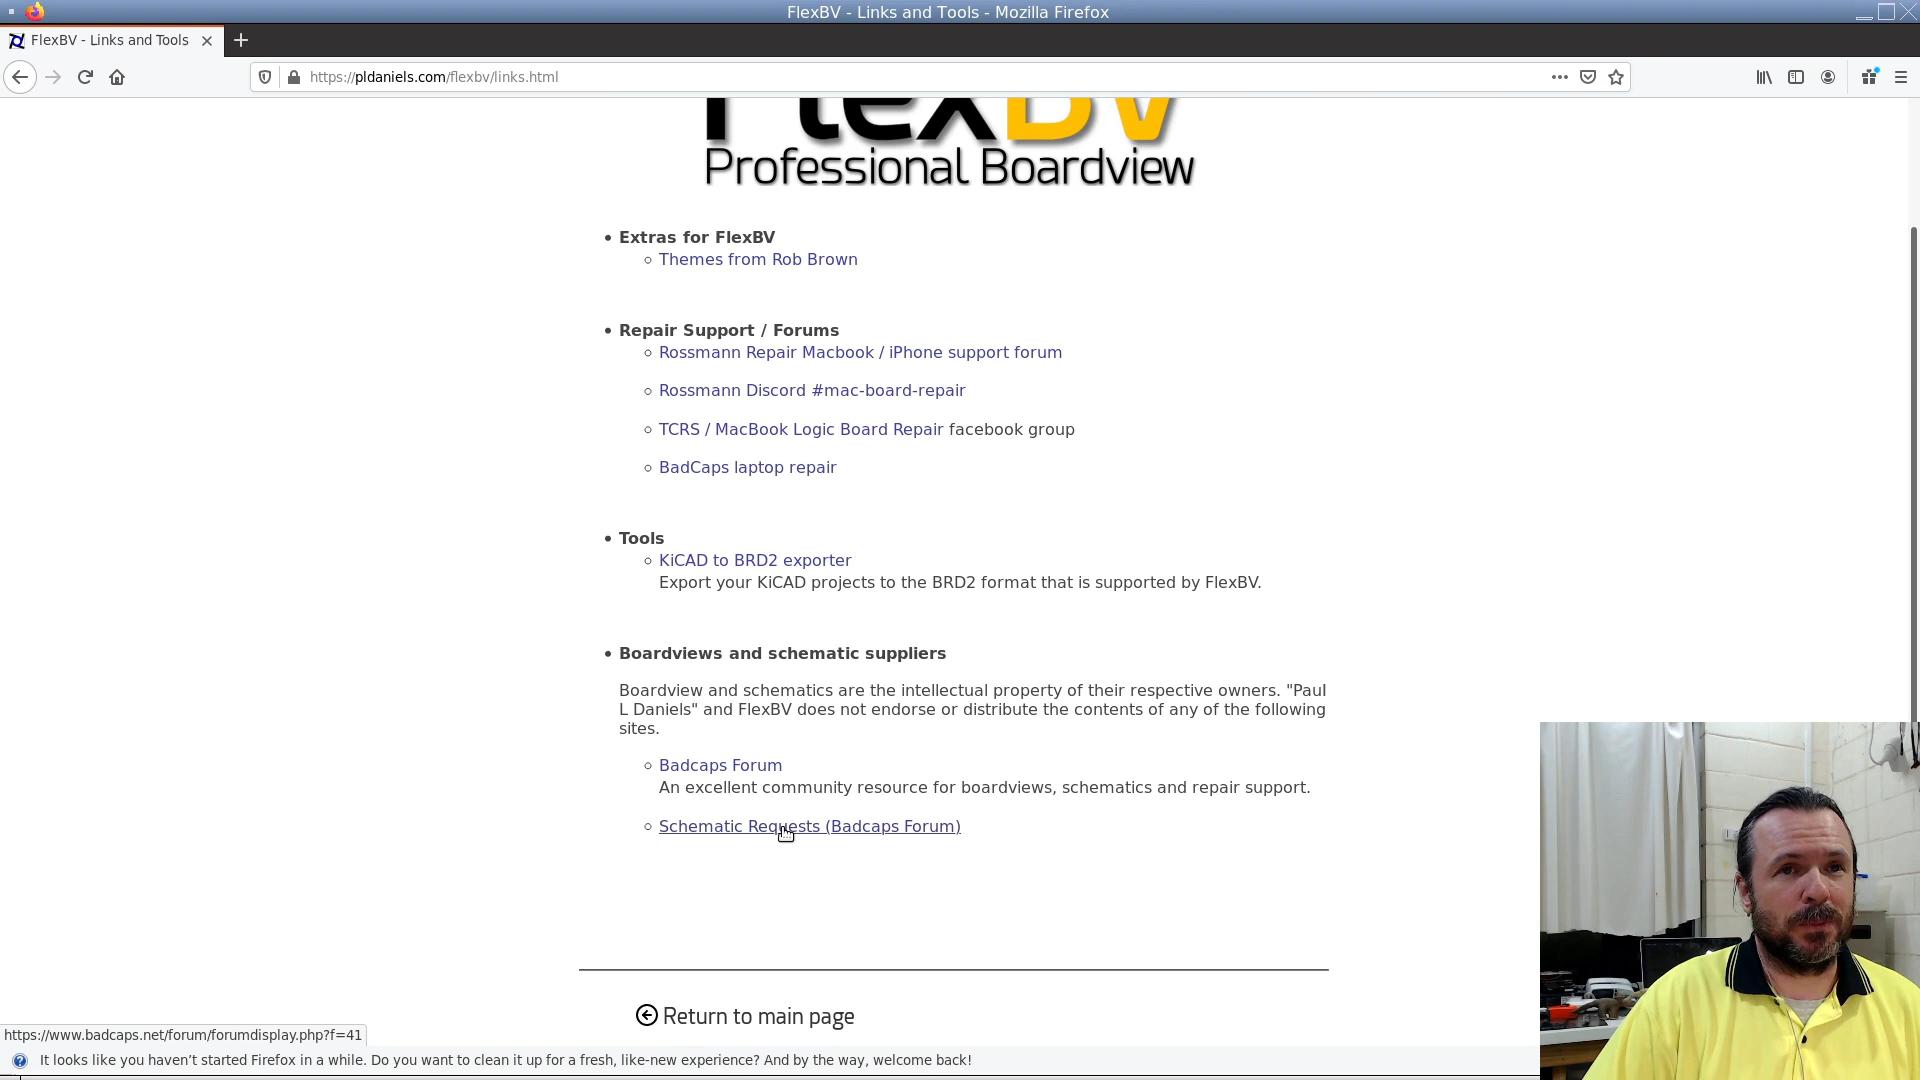 FlexBV - Links and Tools - Mozilla Firefox
FlexBV - Links and Tools
https://pldaniels.com/flexbv/links.html
FlexBV
Professional Boardview
• Extras for FlexBV
◦ Themes from Rob Brown
• Repair Support / Forums
◦ Rossmann Repair Macbook / iPhone support forum
◦ Rossmann Discord #mac-board-repair
◦ TCRS / MacBook Logic Board Repair facebook group
◦ BadCaps laptop repair
• Tools
◦ KiCAD to BRD2 exporter
Export your KiCAD projects to the BRD2 format that is supported by FlexBV.
• Boardviews and schematic suppliers
Boardview and schematics are the intellectual property of their respective owners. "Paul
L Daniels" and FlexBV does not endorse or distribute the contents of any of the following
sites.
◦ Badcaps Forum
An excellent community resource for boardviews, schematics and repair support.
◦ Schematic Requests (Badcaps Forum)
Return to main page
https://www.badcaps.net/forum/forumdisplay.php?f=41
It looks like you haven’t started Firefox in a while. Do you want to clean it up for a fresh, like-new experience? And by the way, welcome back!